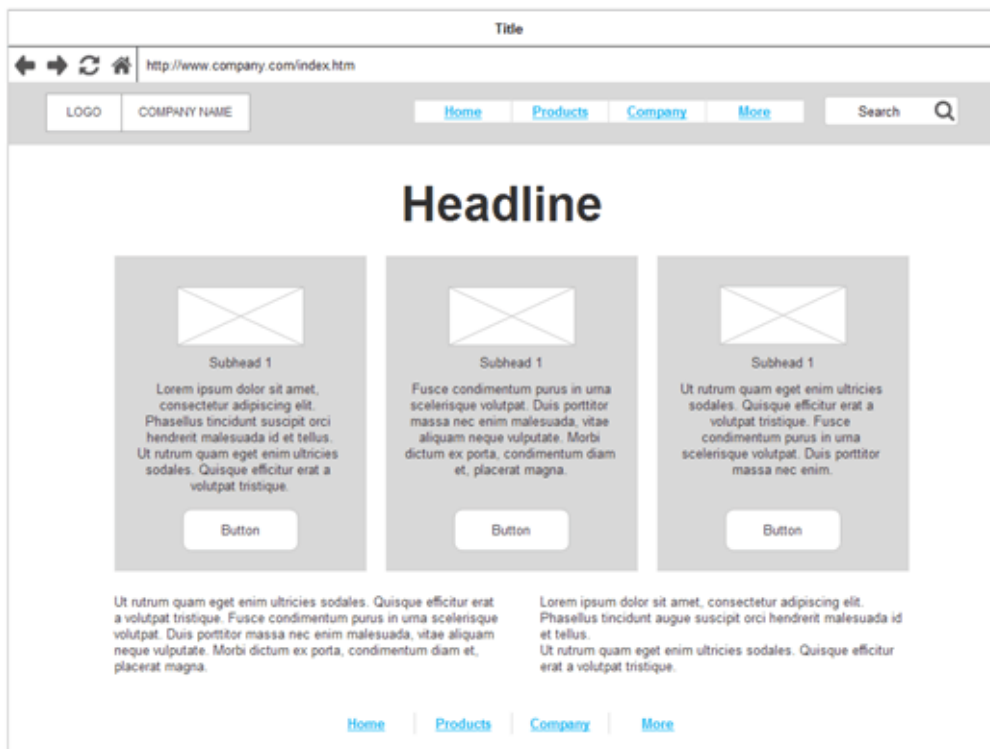 Title
http://www.company.com/index.htm
LOGO
COMPANY NAME
Home
Products
Company
More
Search
Headline
Subhead 1
Lorem ipsum dolor sit amet,
consectetur adipiscing elit.
Phasellus tincidunt suscipit orci
hendrerit malesuada id et tellus.
Ut rutrum quam eget enim ultricies
sodales. Quisque efficitur erat a
volutpat tristique.
Button
Subhead 1
Fusce condimentum purus in urna
scelerisque volutpat. Duis porttitor
massa nec enim malesuada, vitae
aliquam neque vulputate. Morbi
dictum ex porta, condimentum diam
et, placerat magna.
Button
Subhead 1
Ut rutrum quam eget enim ultricies
sodales. Quisque efficitur erat a
volutpat tristique. Fusce
condimentum purus in urna
scelerisque volutpat. Duis porttitor
massa nec enim.
Button
Ut rutrum quam eget enim ultricies sodales. Quisque efficitur erat
a volutpat tristique. Fusce condimentum purus in urna scelerisque
volutpat. Duis porttitor massa nec enim malesuada, vitae aliquam
neque vulputate. Morbi dictum ex porta, condimentum diam et,
placerat magna.
Lorem ipsum dolor sit amet, consectetur adipiscing elit.
Phasellus tincidunt augue suscipit orci hendrerit malesuada id
et tellus.
Ut rutrum quam eget enim ultricies sodales. Quisque efficitur
erat a volutpat tristique.
Home
Products
Company
More